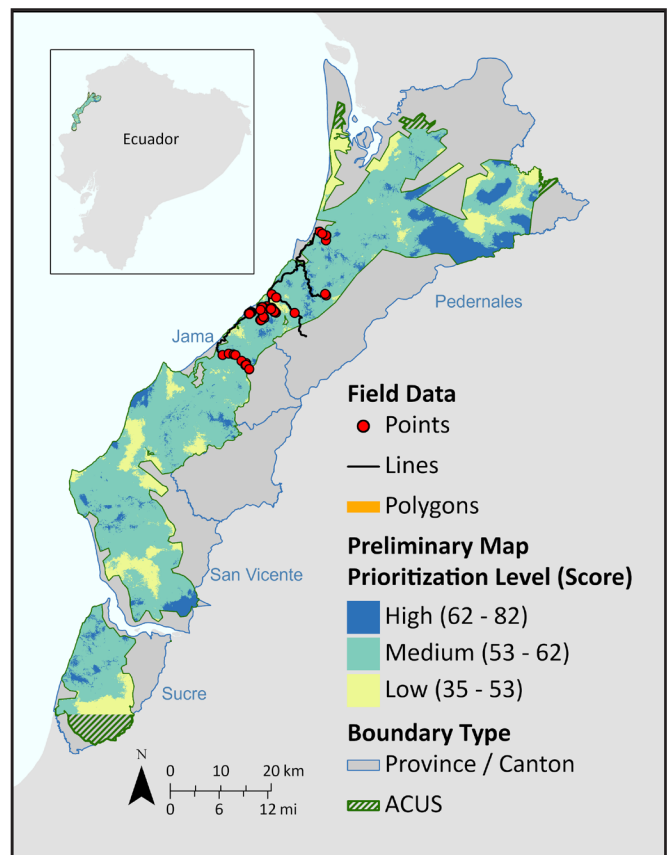 Ecuador
Pedernales
Jama
San Vicente
Sucre
Field Data
Points
Lines
Polygons
Preliminary Map
Prioritization Level (Score)
High (62 - 82)
Medium (53 - 62)
Low (35 - 53)
Boundary Type
Province / Canton
ACUS
N
0 10 20 km
0 6 12 mi